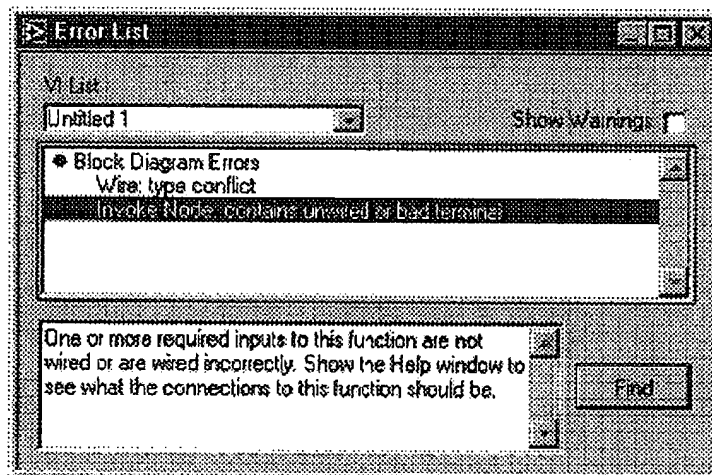 Error List
VI List
Untitled 1
Show Warnings
Block Diagram Errors
Wire: type conflict
Invoke Node: contains unwired or bad terminal
One or more required inputs to this function are not
wired or are wired incorrectly. Show the Help window to
see what the connections to this function should be.
Find